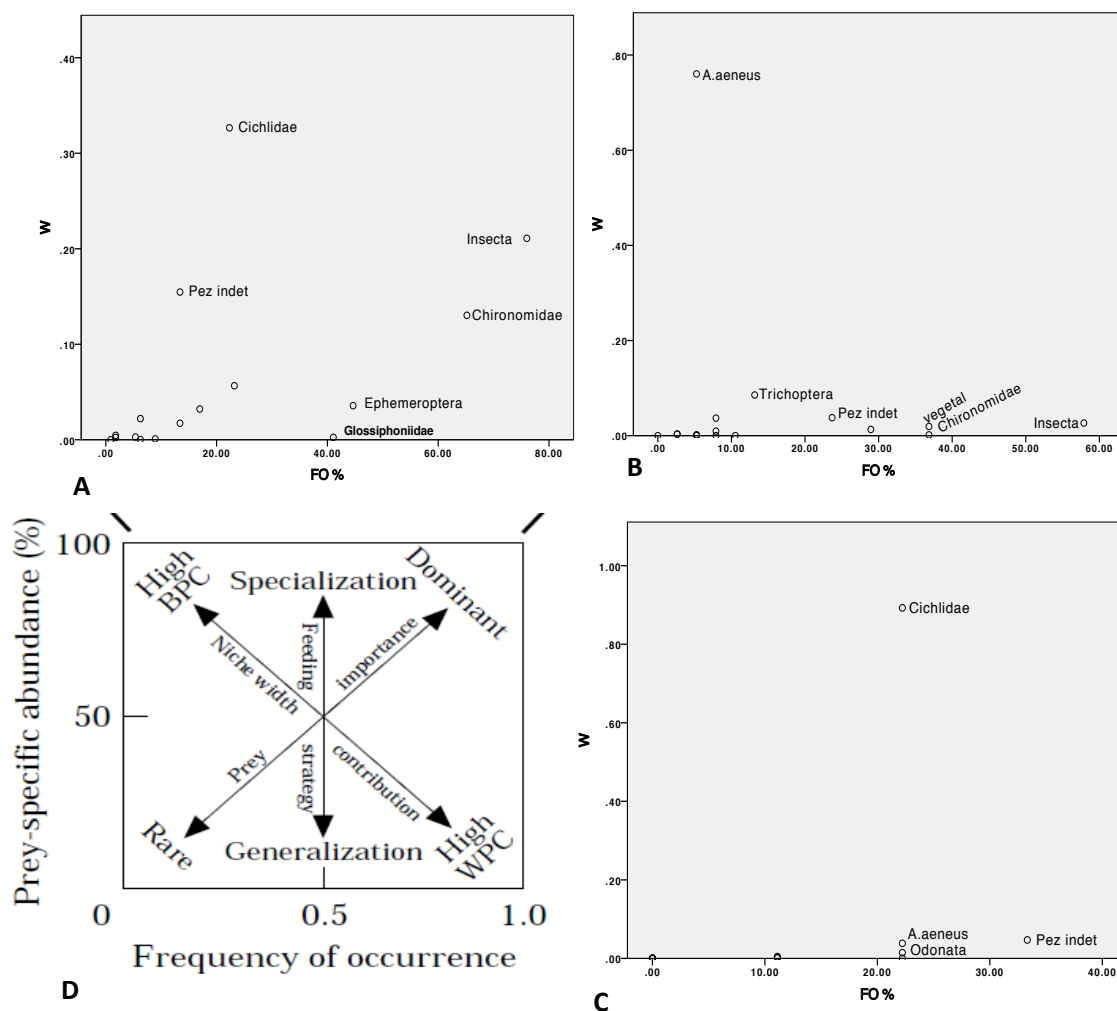 .40
.30
.20
.10
.00
W
Cichlidae
Insecta
Pez indet
Chironomidae
Ephemeroptera
Glossiphoniidae
.00 20.00 40.00 60.00 80.00
FO %
A
.80
.60
.40
.20
.00
W
A.aeneus
Trichoptera
Pez indet
vegetal
Chironomidae
Insecta
.00 10.00 20.00 30.00 40.00 50.00 60.00
FO %
B
Prey-specific abundance (%)
100
50
0
High
BPC
Specialization
Dominant
Niche width
Feeding
importance
Prey
strategy
contribution
Rare
Generalization
High
WPC
0.5 1.0
Frequency of occurrence
D
1.00
.80
.60
.40
.20
.00
W
Cichlidae
A.aeneus
Odonata
Pez indet
.00 10.00 20.00 30.00 40.00
FO %
C